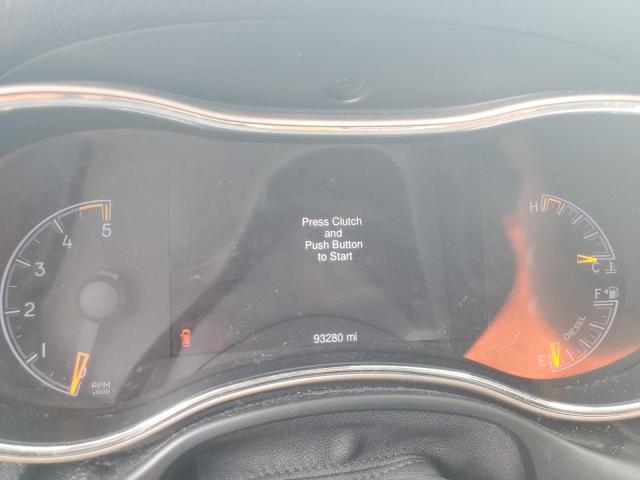 Press Clutch
and
Push Button
to Start
93280 mi
5
4
3
2
1
0
RPM
x1000
H
C
F
DIESEL
E